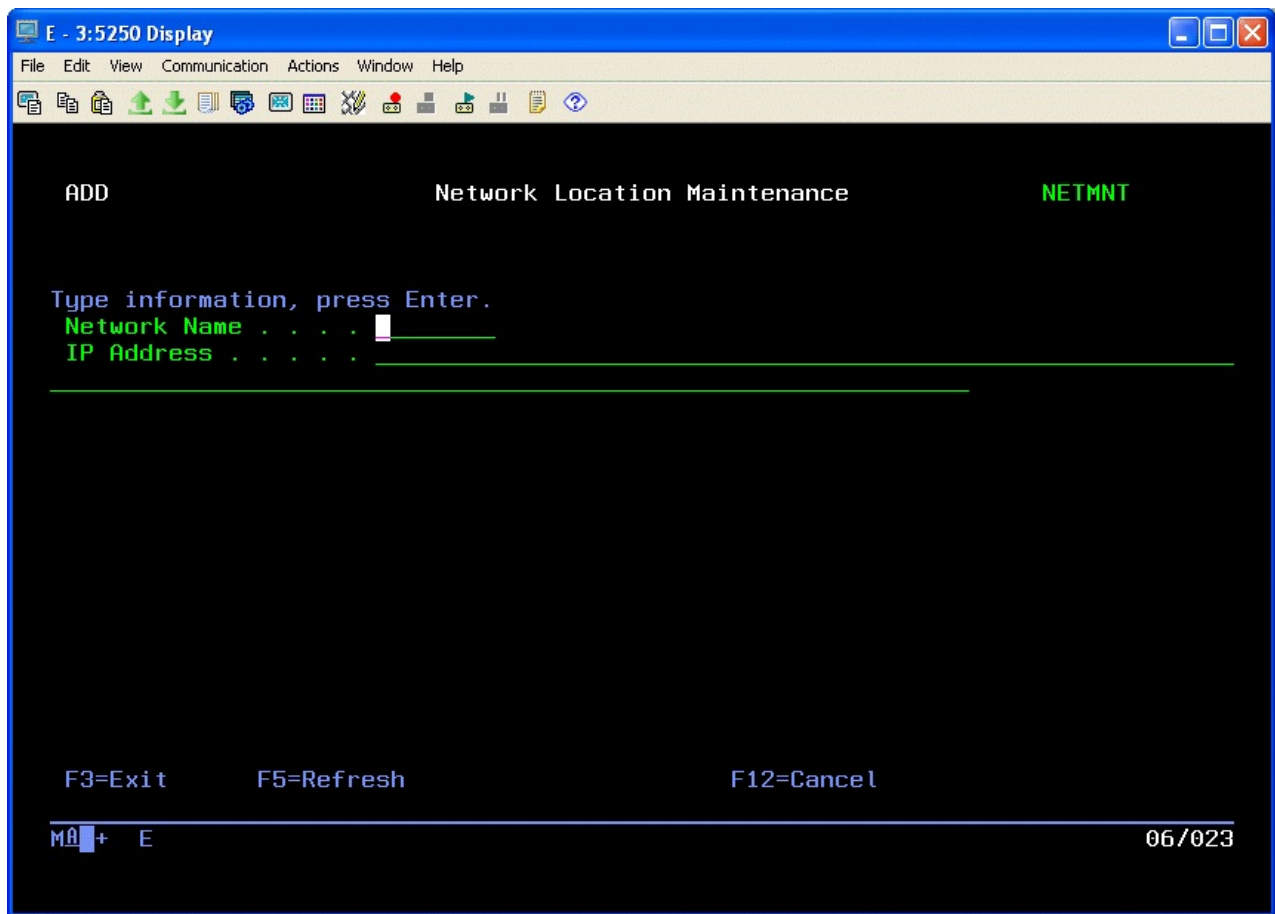 E - 3:5250 Display
File Edit View Communication Actions Window Help
ADD Network Location Maintenance NETMNT
Type information, press Enter.
Network Name . . . .
IP Address . . . . .
F3=Exit F5=Refresh F12=Cancel
MA + E 06/023